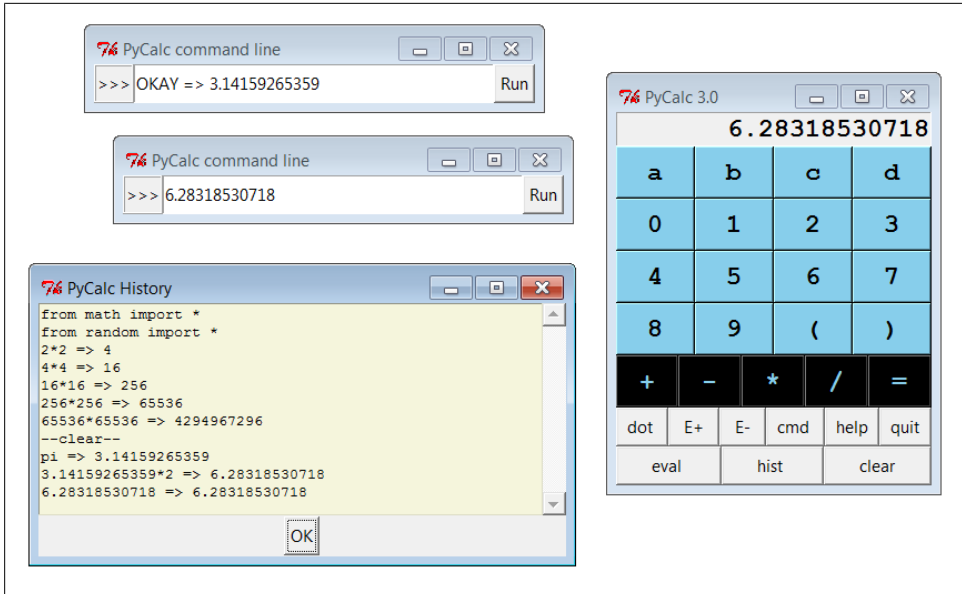 PyCalc command line
>>> OKAY => 3.14159265359 Run
PyCalc command line
>>> 6.28318530718 Run
PyCalc History
from math import *
from random import *
2*2 => 4
4*4 => 16
16*16 => 256
256*256 => 65536
65536*65536 => 4294967296
--clear--
pi => 3.14159265359
3.14159265359*2 => 6.28318530718
6.28318530718 => 6.28318530718
OK
PyCalc 3.0
6.28318530718
a b c d
0 1 2 3
4 5 6 7
8 9 ( )
+ - * / =
dot E+ E- cmd help quit
eval hist clear